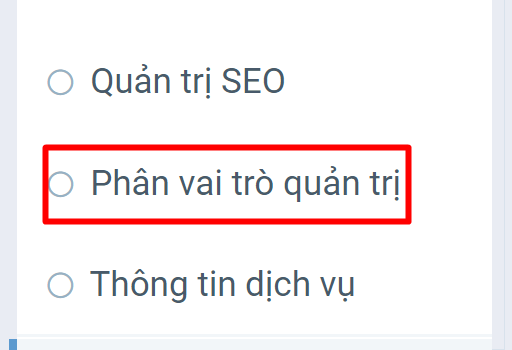 Quản trị SEO
Phân vai trò quản trị
Thông tin dịch vụ